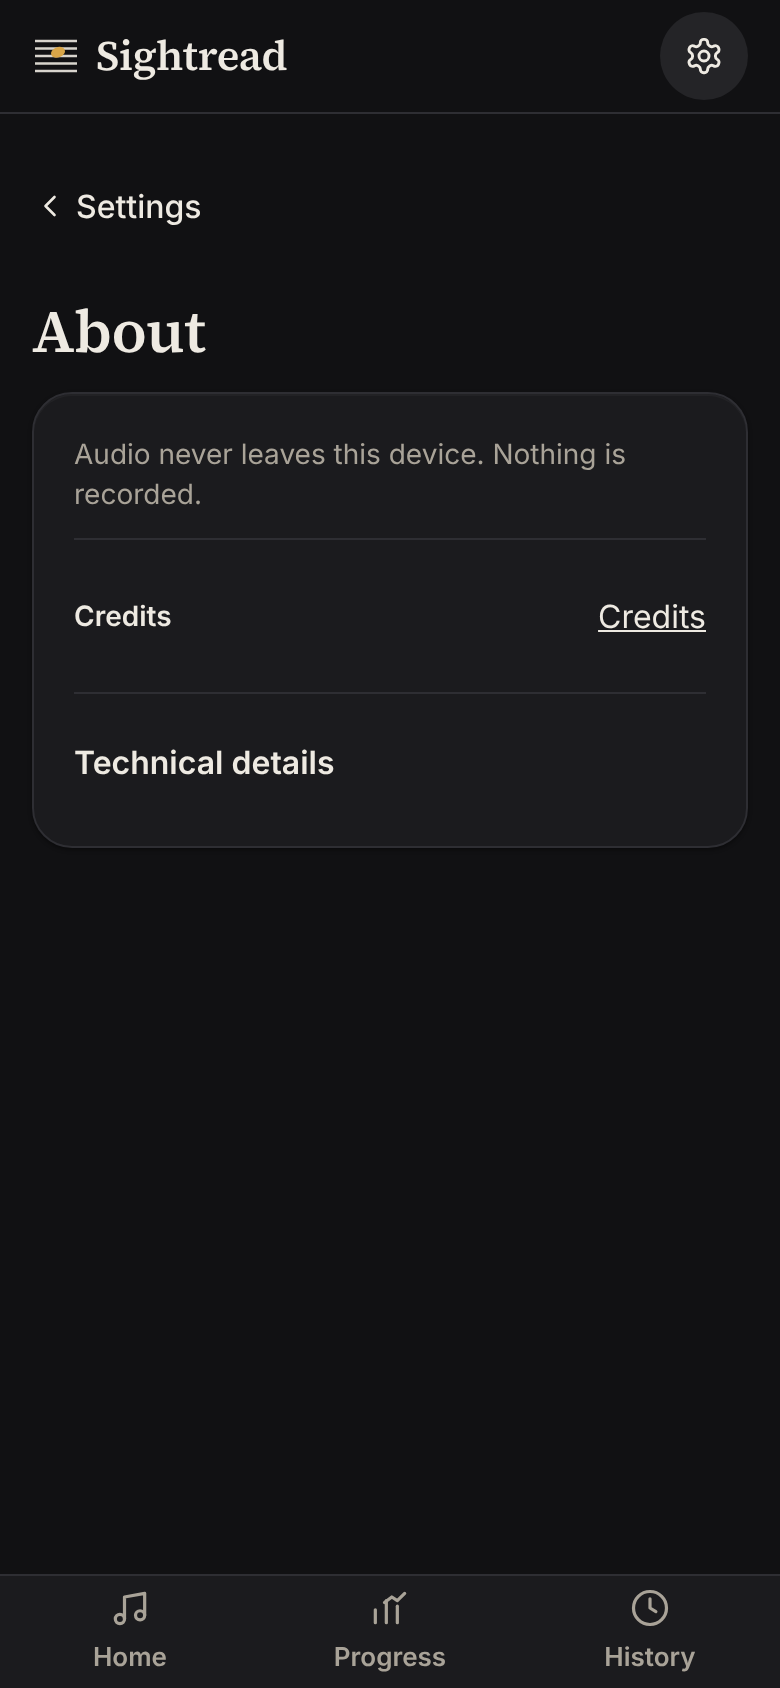 Sightread
Settings
About
Audio never leaves this device. Nothing is
recorded.
Credits Credits
Technical details
Home Progress History